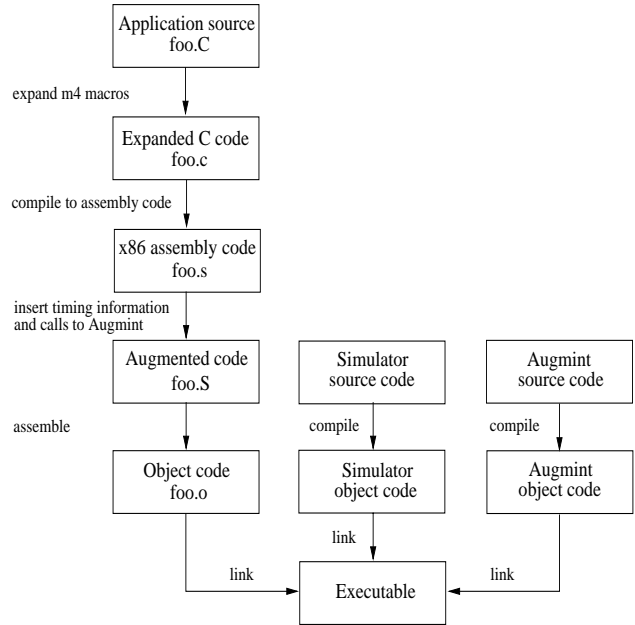 Application source
foo.C
expand m4 macros
Expanded C code
foo.c
compile to assembly code
x86 assembly code
foo.s
insert timing information
and calls to Augmint
Augmented code
foo.S
Simulator
source code
Augmint
source code
assemble
compile
compile
Object code
foo.o
Simulator
object code
Augmint
object code
link
link
link
Executable